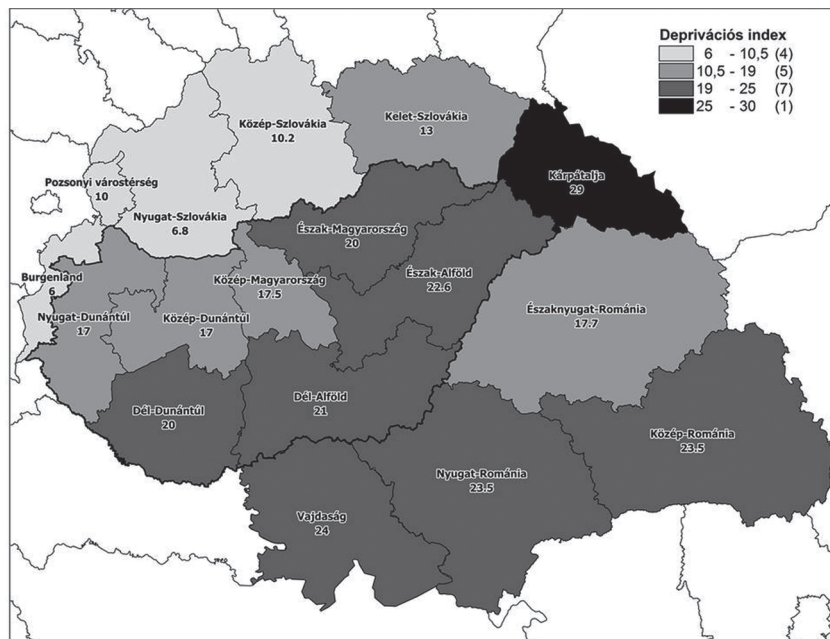 Deprivációs index
6 - 10,5 (4)
10,5 - 19 (5)
19 - 25 (7)
25 - 30 (1)
Közép-Szlovákia
10.2
Kelet-Szlovákia
13
Kárpátalja
29
Pozsonyi várostérség
10
Nyugat-Szlovákia
6.8
Észak-Magyarország
20
Észak-Alföld
22.6
Burgenland
6
Közép-Magyarország
17.5
Nyugat-Dunántúl
17
Közép-Dunántúl
17
Északnyugat-Románia
17.7
Dél-Dunántúl
20
Dél-Alföld
21
Közép-Románia
23.5
Nyugat-Románia
23.5
Vajdaság
24